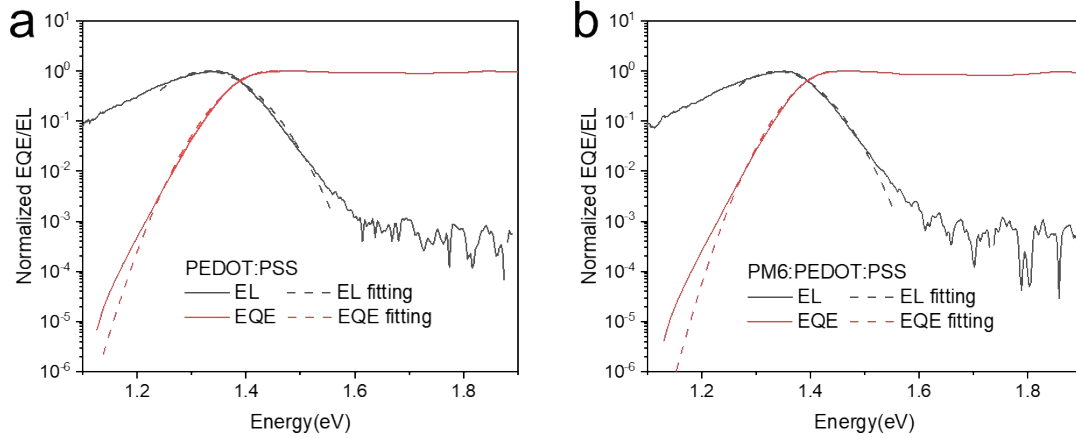 a
Normalized EQE/EL
10^1
10^0
10^-1
10^-2
10^-3
10^-4
10^-5
10^-6
PEDOT:PSS
EL
EL fitting
EQE
EQE fitting
1.2
1.4
1.6
1.8
Energy(eV)
b
Normalized EQE/EL
10^1
10^0
10^-1
10^-2
10^-3
10^-4
10^-5
10^-6
PM6:PEDOT:PSS
EL
EL fitting
EQE
EQE fitting
1.2
1.4
1.6
1.8
Energy(eV)